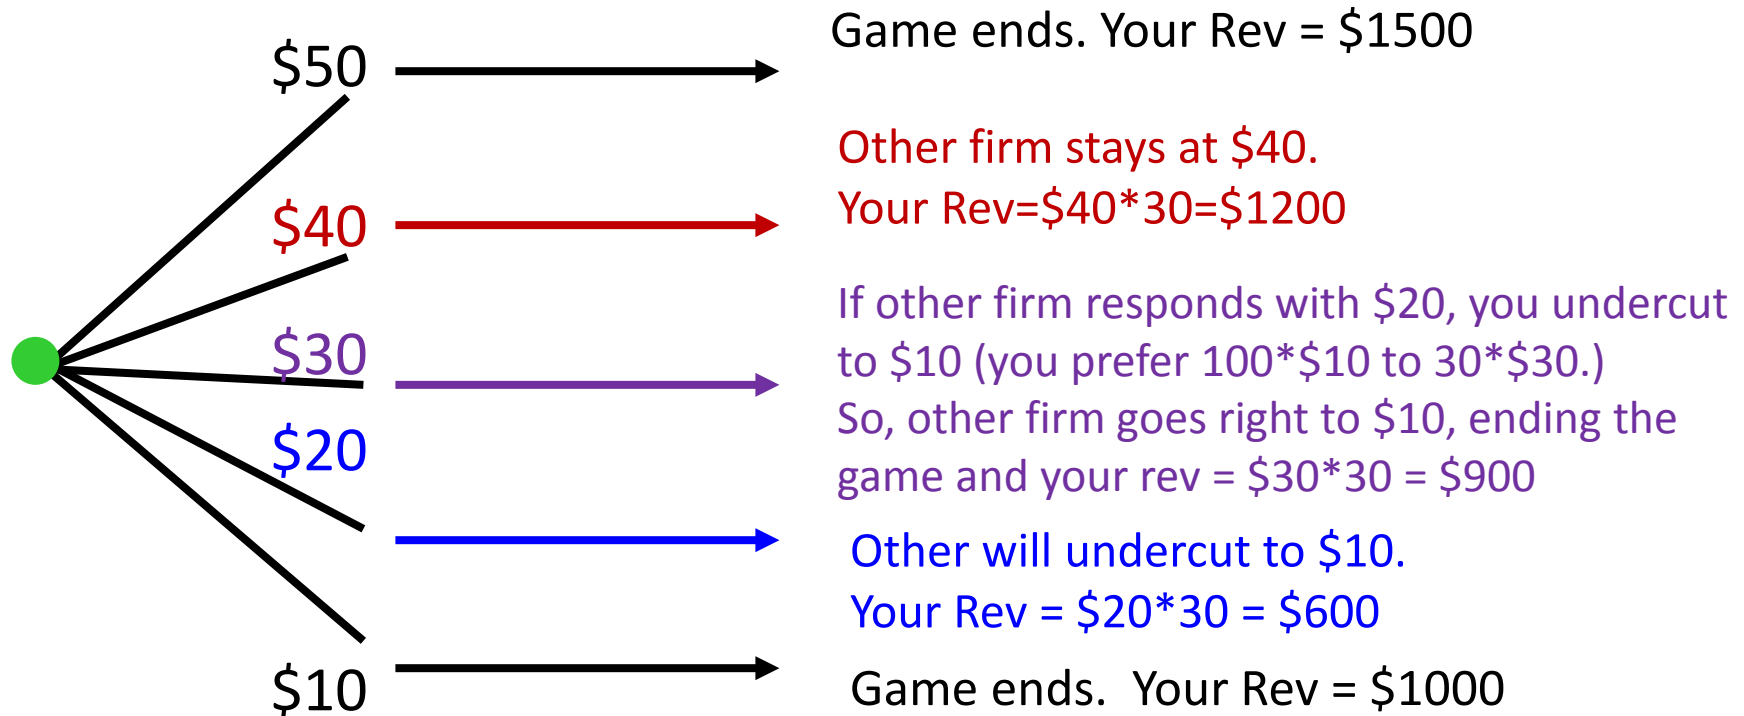 $50
Game ends. Your Rev = $1500
$40
Other firm stays at $40.
Your Rev=$40*30=$1200
$30
If other firm responds with $20, you undercut
to $10 (you prefer 100*$10 to 30*$30.)
So, other firm goes right to $10, ending the
game and your rev = $30*30 = $900
$20
Other will undercut to $10.
Your Rev = $20*30 = $600
$10
Game ends.  Your Rev = $1000